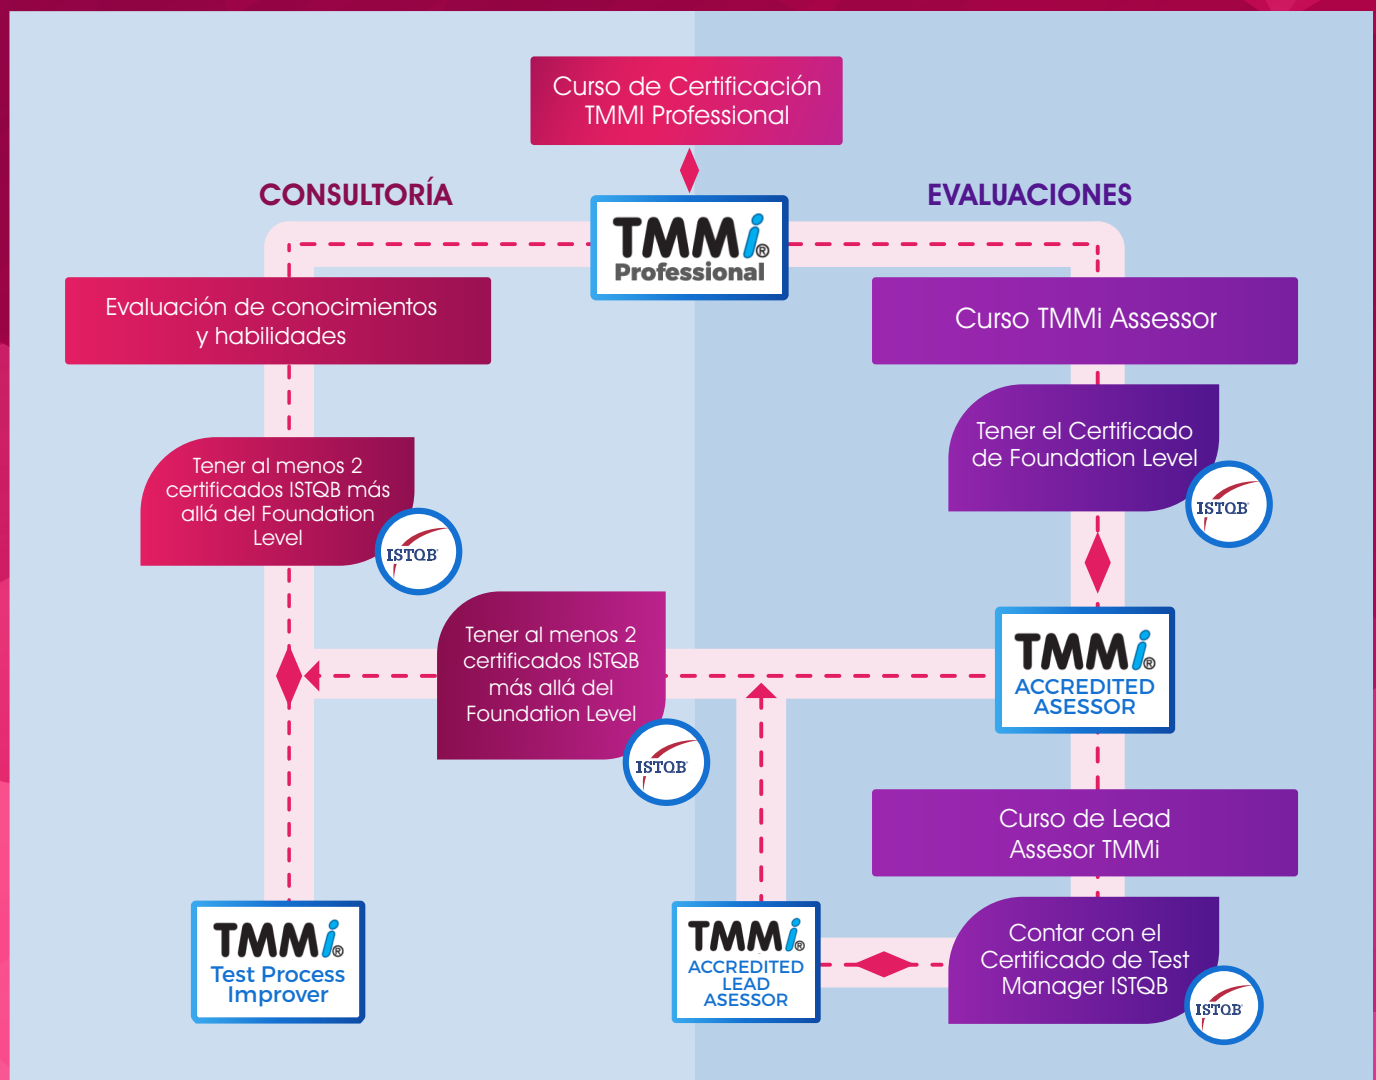 Curso de Certificación
TMMI Professional
CONSULTORÍA
EVALUACIONES
TMMi®
Professional
Evaluación de conocimientos
y habilidades
Curso TMMi Assessor
Tener el Certificado
de Foundation Level
ISTQB
Tener al menos 2
certificados ISTQB más
allá del Foundation
Level
ISTQB
Tener al menos 2
certificados ISTQB
más allá del
Foundation Level
ISTQB
TMMi®
ACCREDITED
ASESSOR
Curso de Lead
Assesor TMMi
Contar con el
Certificado de Test
Manager ISTQB
ISTQB
TMMi®
Test Process
Improver
TMMi®
ACCREDITED
LEAD
ASESSOR